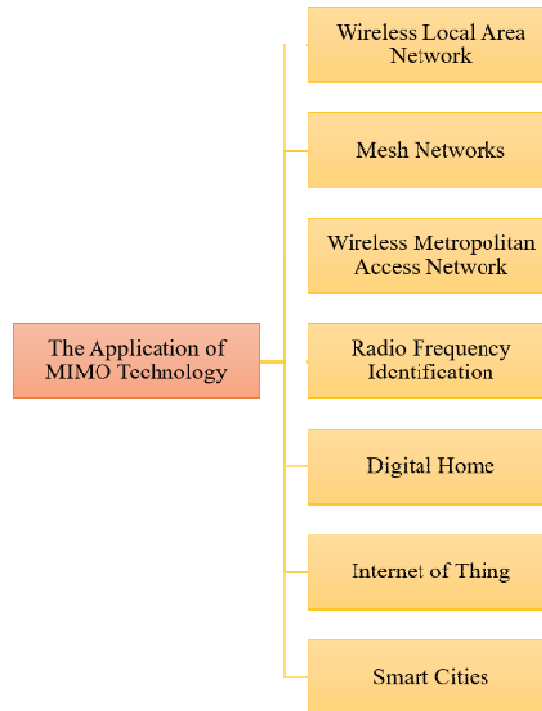 Wireless Local Area
Network
Mesh Networks
Wireless Metropolitan
Access Network
The Application of
MIMO Technology
Radio Frequency
Identification
Digital Home
Internet of Thing
Smart Cities